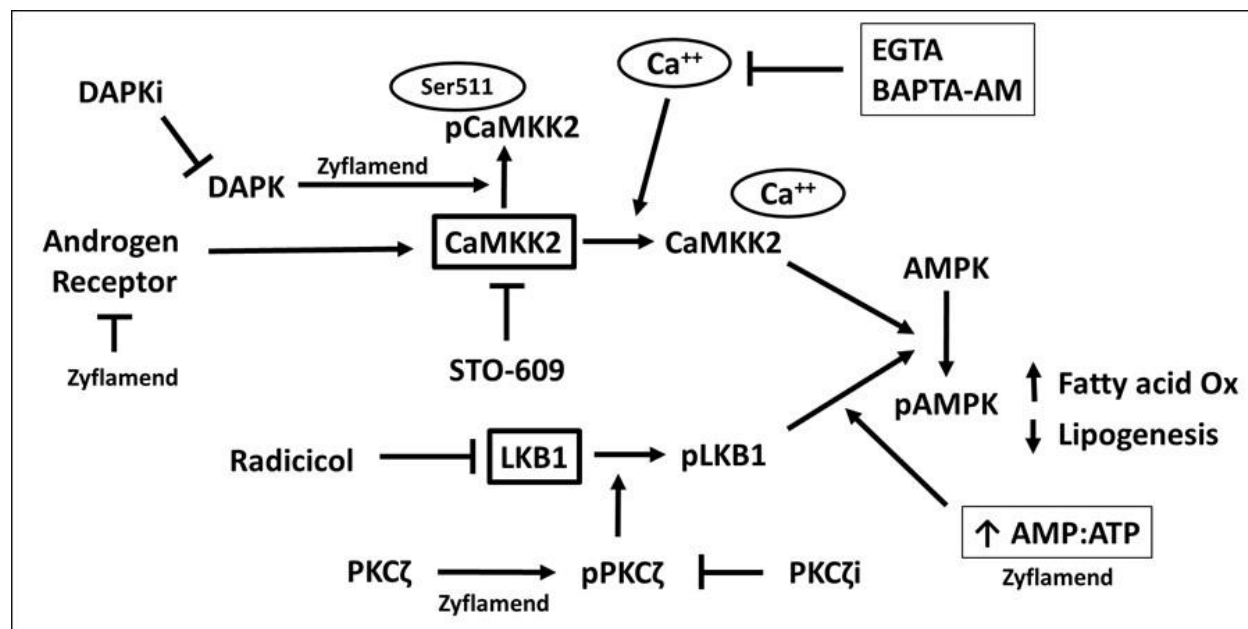 EGTA
BAPTA-AM
Ca++
Ser511
pCaMKK2
DAPKi
DAPK
Zyflamend
Ca++
Androgen
Receptor
CaMKK2
CaMKK2
AMPK
Zyflamend
STO-609
pAMPK
↑ Fatty acid Ox
↓ Lipogenesis
Radicicol
LKB1
pLKB1
↑ AMP:ATP
Zyflamend
PKCζ
Zyflamend
pPKCζ
PKCζi